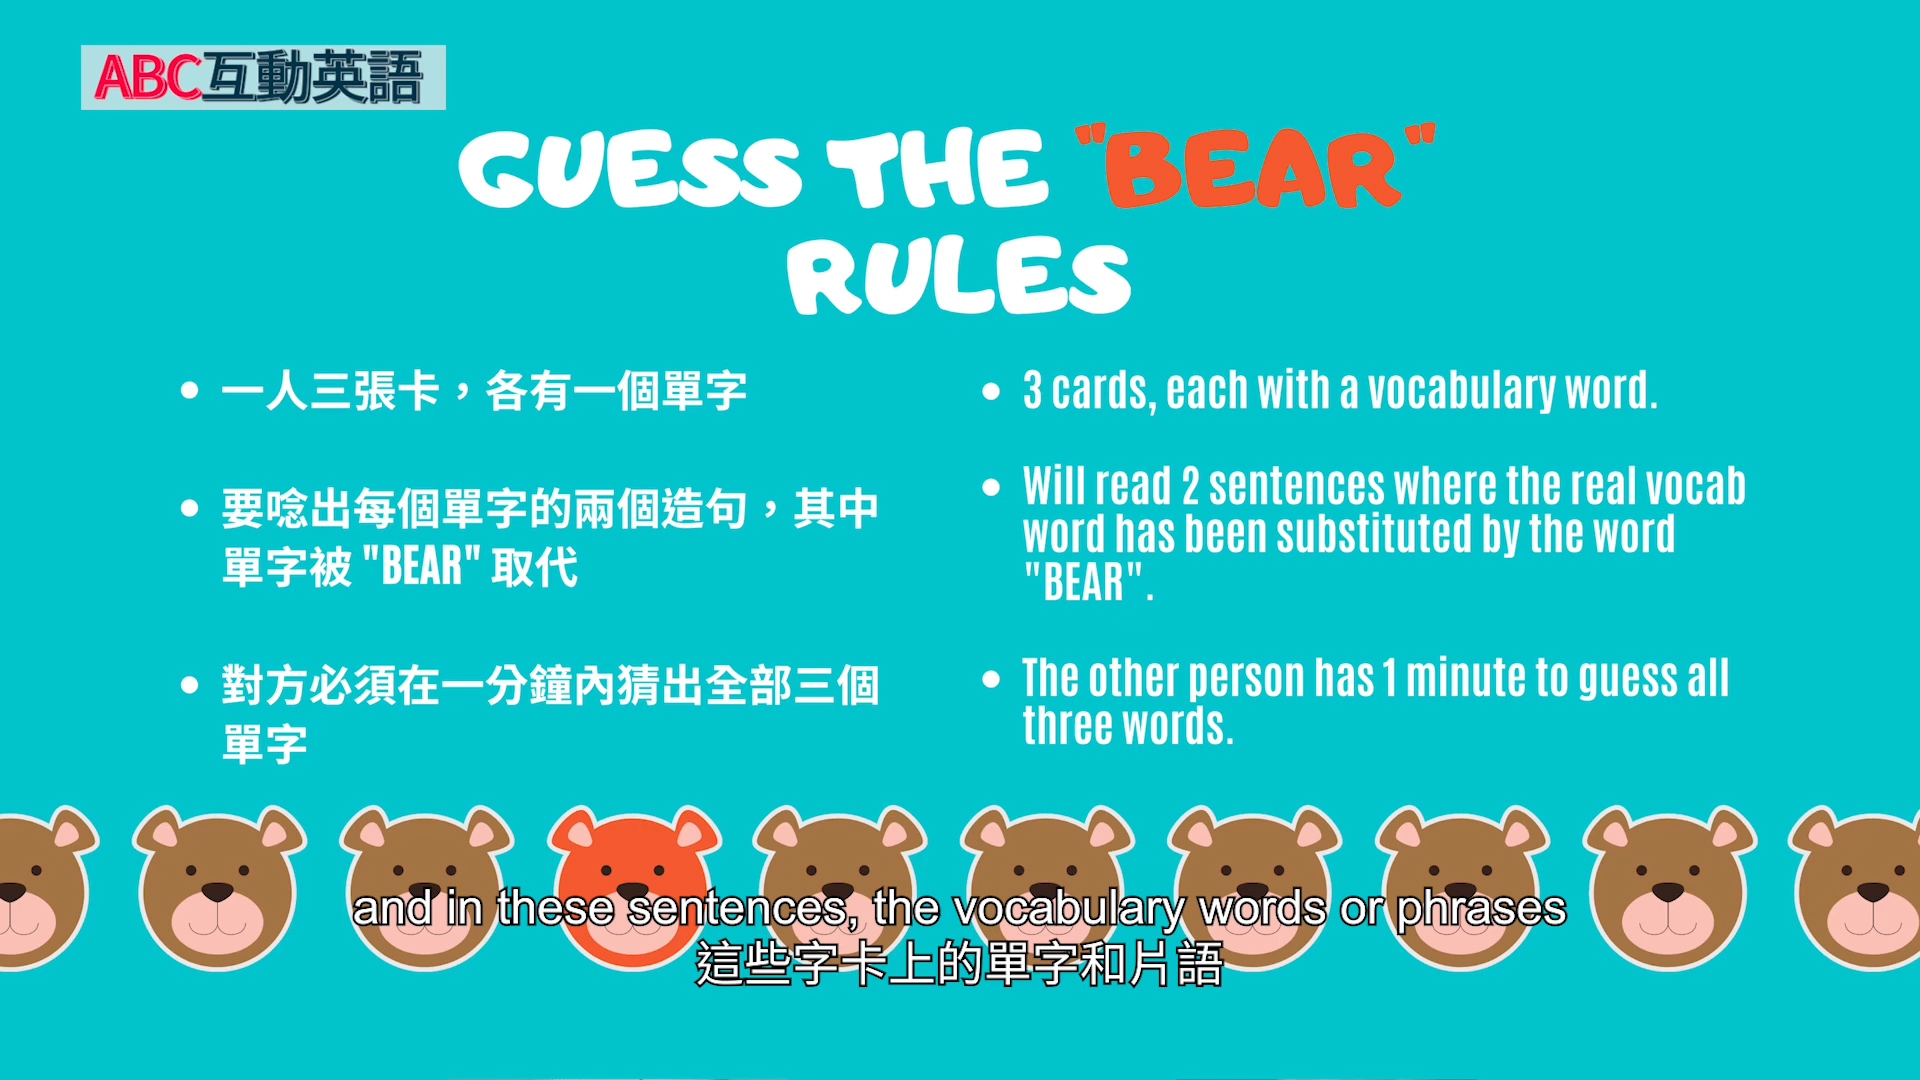 ABC互動英語
GUESS THE "BEAR"
RULES
一人三張卡，各有一個單字
要唸出每個單字的兩個造句，其中
單字被 "BEAR" 取代
對方必須在一分鐘內猜出全部三個
單字
3 cards, each with a vocabulary word.
Will read 2 sentences where the real vocab
word has been substituted by the word
"BEAR".
The other person has 1 minute to guess all
three words.
and in these sentences, the vocabulary words or phrases
這些字卡上的單字和片語